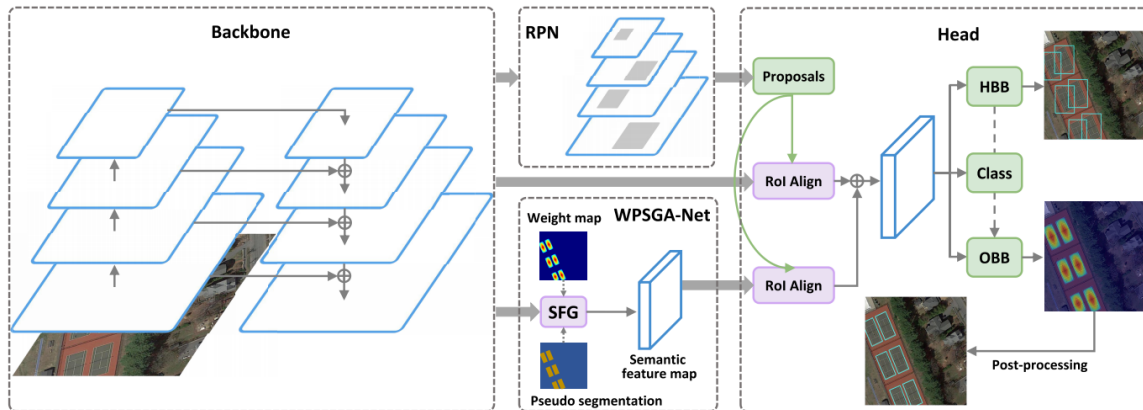 Backbone
RPN
Head
Proposals
HBB
RoI Align
Class
Weight map
WPSGA-Net
OBB
RoI Align
SFG
Semantic
feature map
Post-processing
Pseudo segmentation